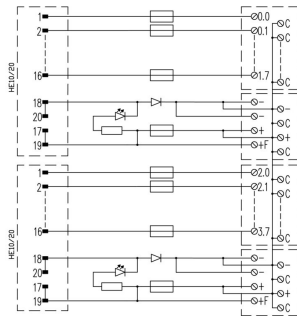 1 0.0
C
2 0.1
C
16 1.7
C
HE10/20
18 -
-
20 -
C
17 +
+
19 +F
C
1 2.0
C
2 2.1
C
16 3.7
C
HE10/20
18 -
-
20 -
C
17 +
+
19 +F
C